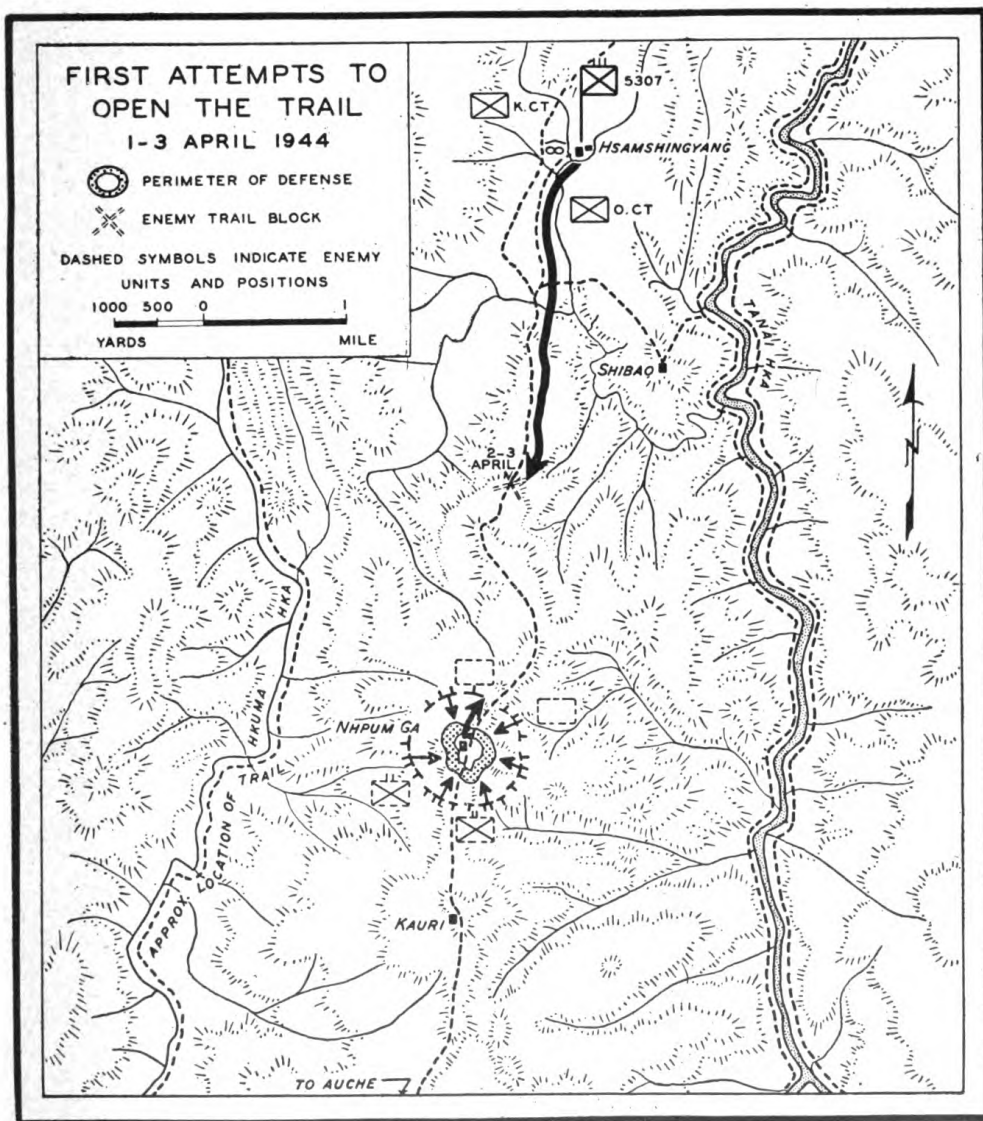 FIRST ATTEMPTS TO
OPEN THE TRAIL
1-3 APRIL 1944
PERIMETER OF DEFENSE
ENEMY TRAIL BLOCK
DASHED SYMBOLS INDICATE ENEMY
UNITS AND POSITIONS
1000 500 0 1
YARDS MILE
5307
K.CT
HSAMSHINGYANG
O.CT
TANAI HKA
SHIBAO
2-3
APRIL
N
HKUMA HKA
NHPUM GA
APPROX. LOCATION OF TRAIL
KAURI
TO AUCHE